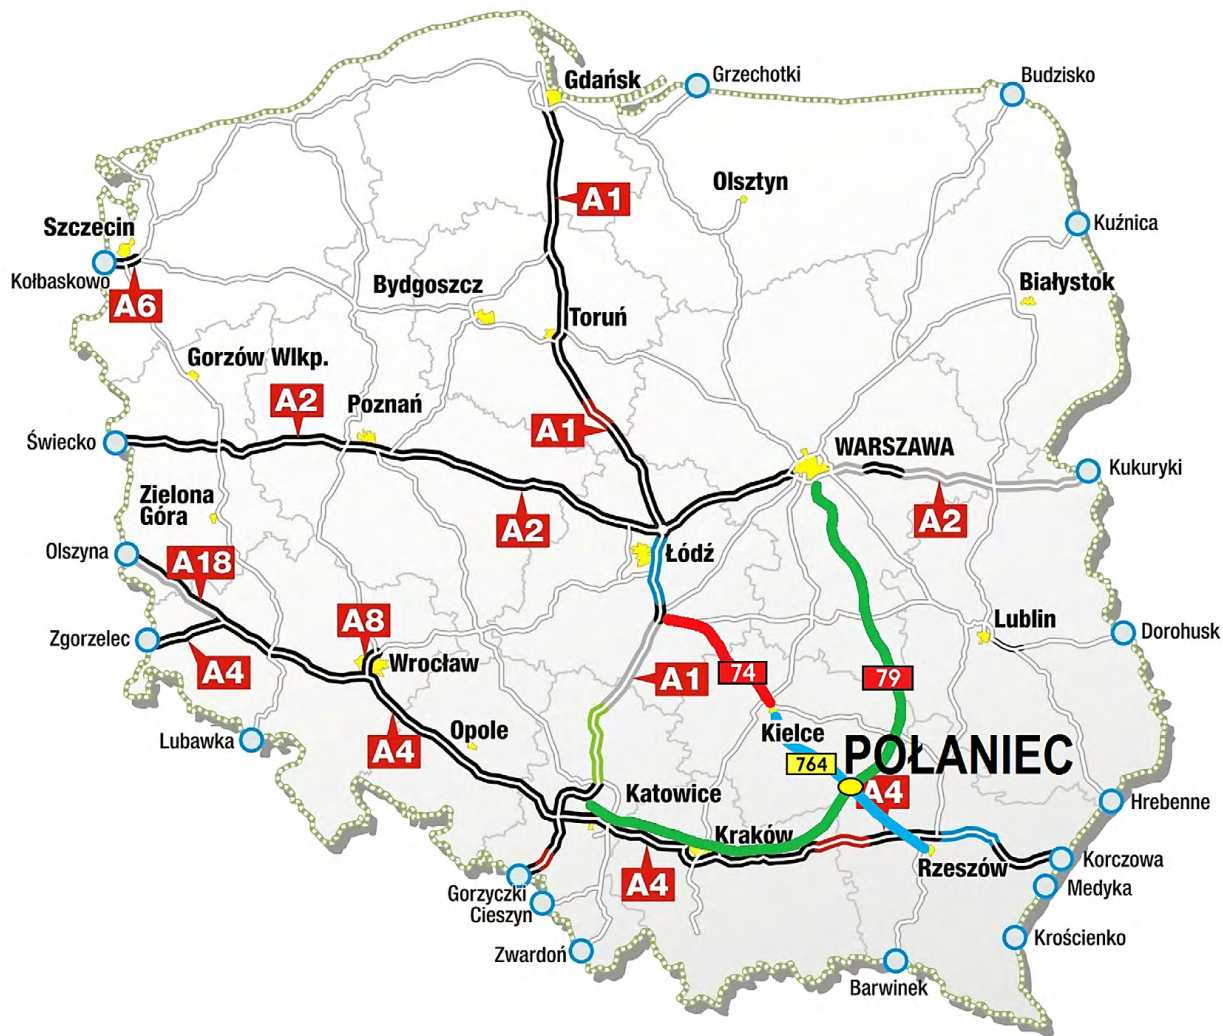 Gdańsk
Grzechotki
Budzisko
Olsztyn
A1
Szczecin
Kuźnica
Kołbaskowo
A6
Bydgoszcz
Toruń
Białystok
Gorzów Wlkp.
A2
Poznań
A1
Świecko
WARSZAWA
Kukuryki
Zielona
Góra
A2
A2
Olszyna
A18
Łódź
Zgorzelec
A8
Lublin
Dorohusk
Wrocław
A4
A1
74
79
Lubawka
A4
Opole
Kielce
POŁANIEC
764
Katowice
A4
Hrebenne
Kraków
Gorzyczki
Cieszyn
A4
Rzeszów
Korczowa
Medyka
Zwardoń
Krościenko
Barwinek